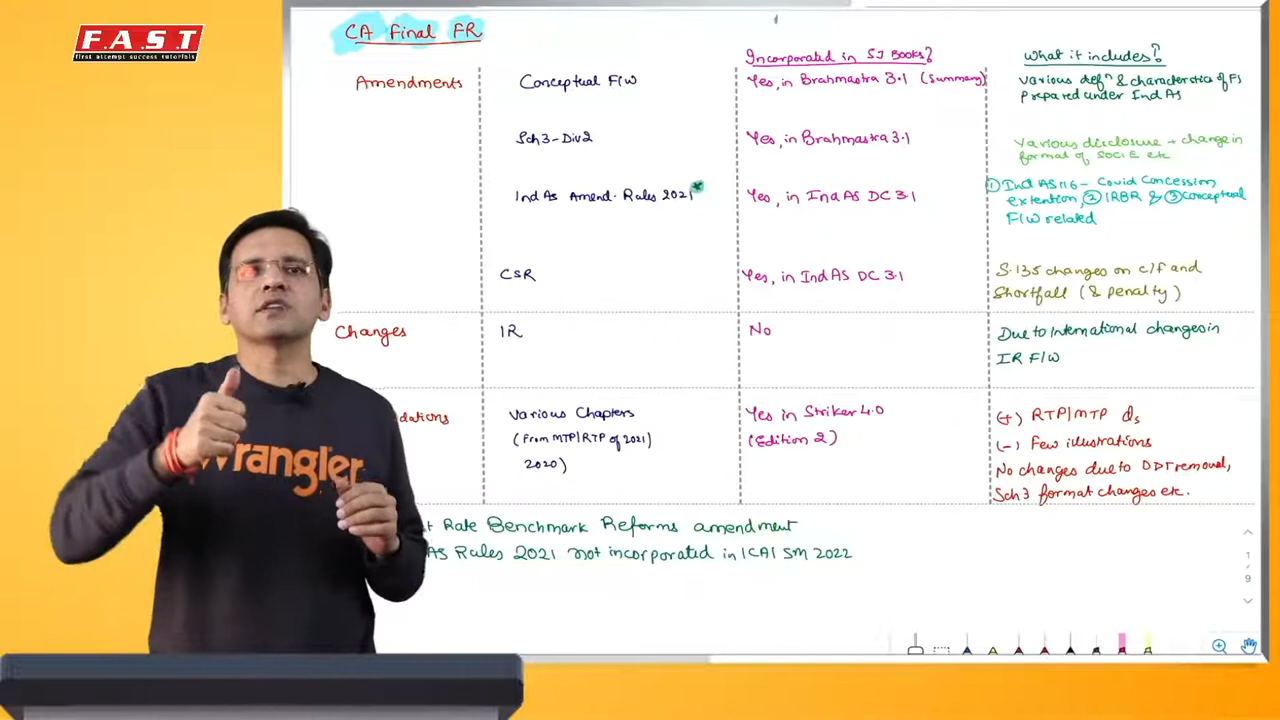 F.A.S.T
first attempt success tutorials
CA Final FR
Incorporated in SJ Books?
What it includes?
Amendments
Conceptual F/W
Yes, in Brahmastra 3.1 (Summary)
Various defn & characterstics of FS
prepared under Ind As
Sch3-Div2
Yes, in Brahmastra 3.1
Various disclosure + change in
format of SOCIE etc
Ind As Amend. Rules 2021*
Yes, in Ind AS DC 3.1
① Ind AS 116 - Covid Concession
extention, ② IRBR & ③ Conceptual
F/W related
CSR
Yes, in Ind AS DC 3.1
S.135 changes on c/f and
Shortfall (& penalty)
Changes
IR
No
Due to International changes in
IR F/W
dations
Various Chapters
(From MTP/RTP of 2021)
2020)
Yes in Striker 4.0
(Edition 2)
(+) RTP/MTP Qs
(-) Few illustrations
No changes due to DDT removal,
Sch3 format changes etc.
t Rate Benchmark Reforms amendment
AS Rules 2021 not incorporated in ICAI SM 2022
1
/
9
Wrangler